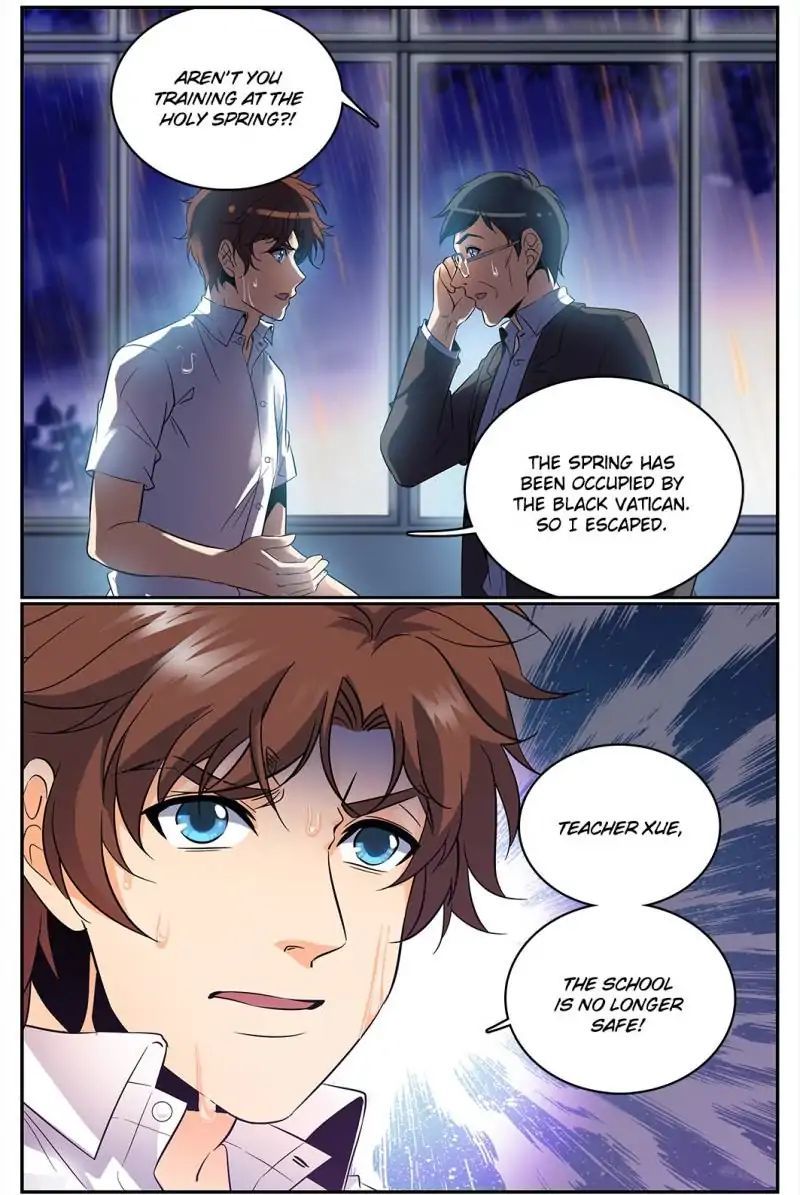 AREN'T YOU
TRAINING AT THE
HOLY SPRING?!
THE SPRING HAS
BEEN OCCUPIED BY
THE BLACK VATICAN.
SO I ESCAPED.
TEACHER XUE,
THE SCHOOL
IS NO LONGER
SAFE!